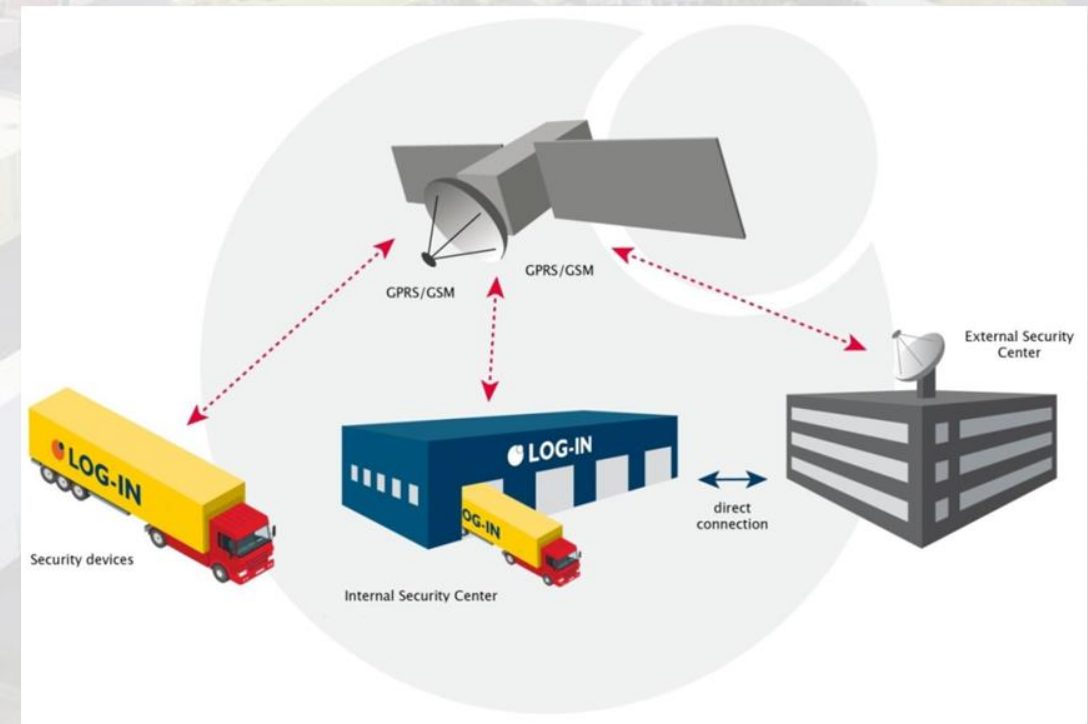 GPRS/GSM
GPRS/GSM
External Security
Center
LOG-IN
LOG-IN
direct
connection
OG-IN
Security devices
Internal Security Center